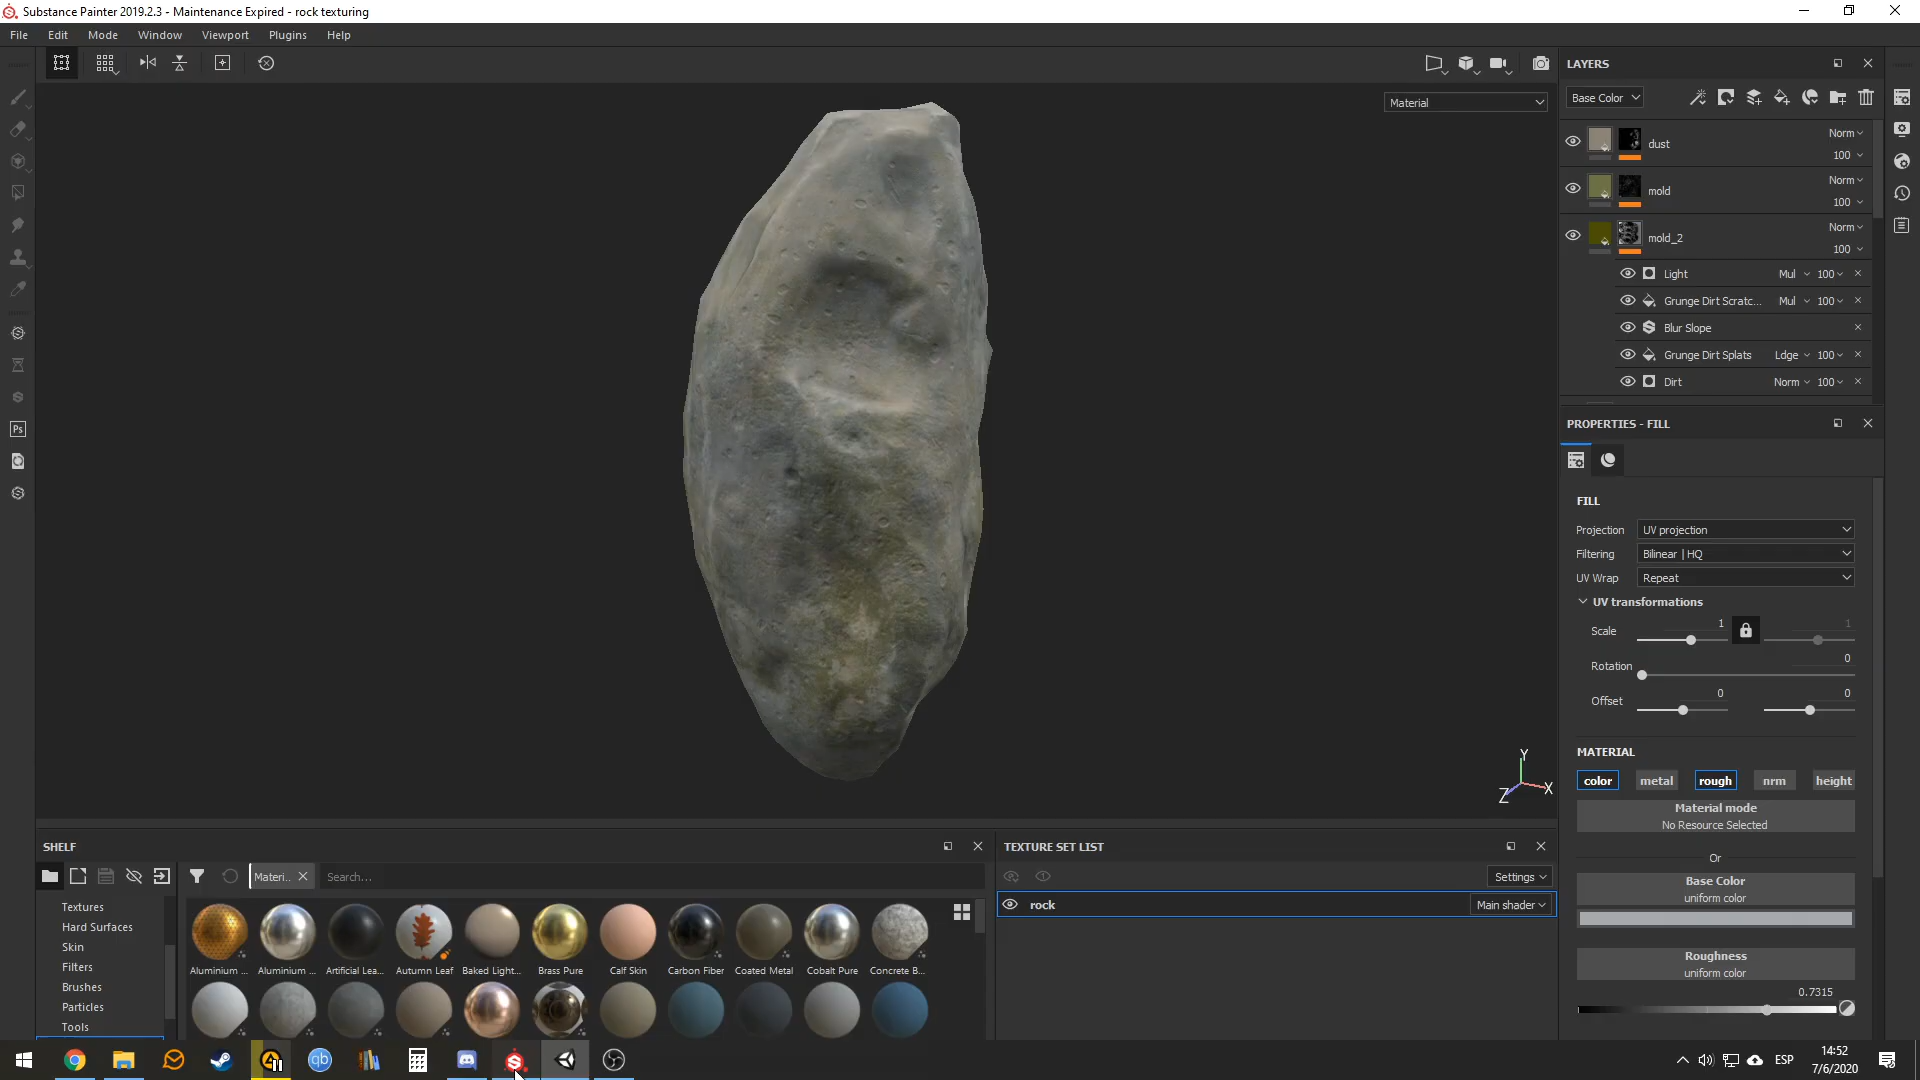 Substance Painter 2019.2.3 - Maintenance Expired - rock texturing
File Edit Mode Window Viewport Plugins Help
Material
LAYERS
Base Color
dust Norm 100
mold Norm 100
mold_2 Norm 100
Light Mul 100
Grunge Dirt Scratc... Mul 100
Blur Slope
Grunge Dirt Splats Ldge 100
Dirt Norm 100
PROPERTIES - FILL
FILL
Projection UV projection
Filtering Bilinear | HQ
UV Wrap Repeat
UV transformations
Scale 1 1
Rotation 0
Offset 0 0
MATERIAL
color metal rough nrm height
Material mode
No Resource Selected
Or
Base Color
uniform color
Roughness
uniform color
0.7315
Y
X
Z
Ps
SHELF
Materi... Search...
Textures
Hard Surfaces
Skin
Filters
Brushes
Particles
Tools
Aluminium ... Aluminium ... Artificial Lea... Autumn Leaf Baked Light... Brass Pure Calf Skin Carbon Fiber Coated Metal Cobalt Pure Concrete B...
TEXTURE SET LIST
Settings
rock Main shader
qb
ESP
14:52
7/6/2020